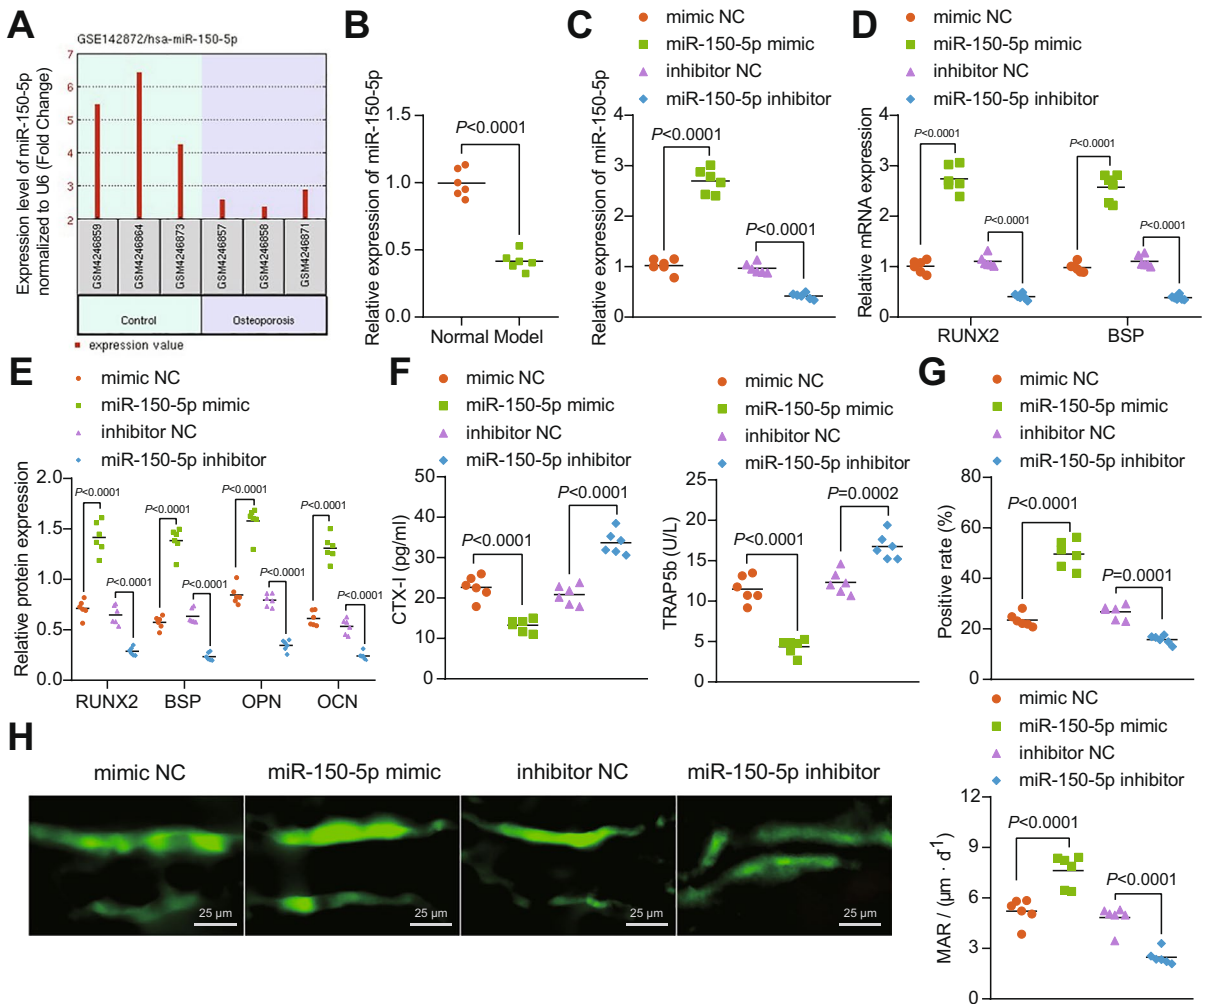 A
GSE142872/hsa-miR-150-5p
Expression level of miR-150-5p
normalized to U6 (Fold Change)
7
6
5
4
3
2
GSM4246859
GSM4246864
GSM4246873
GSM4246857
GSM4246858
GSM4246871
Control
Osteoporosis
expression value
B
Relative expression of miR-150-5p
1.5
1.0
0.5
0.0
P<0.0001
Normal Model
C
mimic NC
miR-150-5p mimic
inhibitor NC
miR-150-5p inhibitor
Relative expression of miR-150-5p
4
3
2
1
0
P<0.0001
P<0.0001
D
mimic NC
miR-150-5p mimic
inhibitor NC
miR-150-5p inhibitor
Relative mRNA expression
4
3
2
1
0
P<0.0001
P<0.0001
P<0.0001
P<0.0001
RUNX2
BSP
E
mimic NC
miR-150-5p mimic
inhibitor NC
miR-150-5p inhibitor
Relative protein expression
2.0
1.5
1.0
0.5
0.0
P<0.0001
P<0.0001
P<0.0001
P<0.0001
P<0.0001
P<0.0001
P<0.0001
P<0.0001
RUNX2
BSP
OPN
OCN
F
mimic NC
miR-150-5p mimic
inhibitor NC
miR-150-5p inhibitor
CTX-I (pg/ml)
50
40
30
20
10
0
P<0.0001
P<0.0001
mimic NC
miR-150-5p mimic
inhibitor NC
miR-150-5p inhibitor
TRAP5b (U/L)
25
20
15
10
5
0
P<0.0001
P=0.0002
G
mimic NC
miR-150-5p mimic
inhibitor NC
miR-150-5p inhibitor
Positive rate (%)
80
60
40
20
0
P<0.0001
P=0.0001
H
mimic NC
miR-150-5p mimic
inhibitor NC
miR-150-5p inhibitor
25 µm
25 µm
25 µm
25 µm
mimic NC
miR-150-5p mimic
inhibitor NC
miR-150-5p inhibitor
MAR / (µm · d-1)
12
9
6
3
0
P<0.0001
P<0.0001